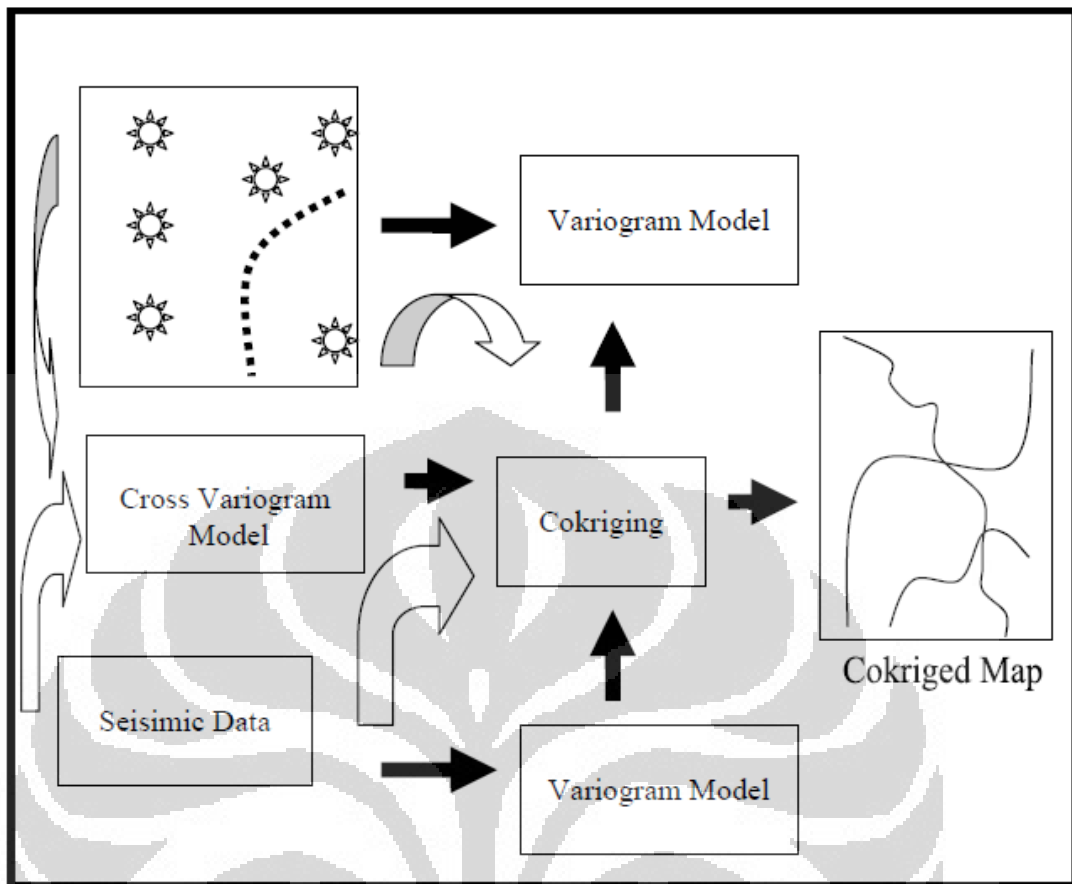 Variogram Model
Cross Variogram
Model
Cokriging
Cokriged Map
Seisimic Data
Variogram Model